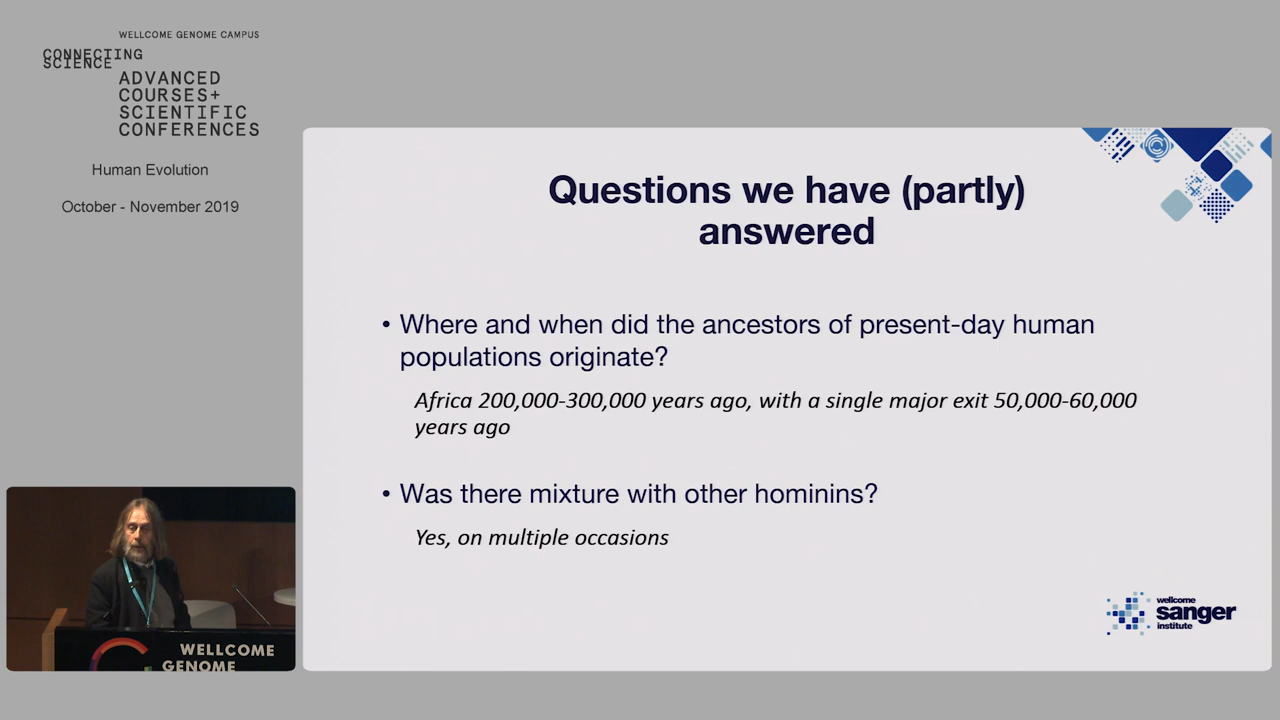 WELLCOME GENOME CAMPUS
CONNECTING
SCIENCE
ADVANCED
COURSES+
SCIENTIFIC
CONFERENCES
Human Evolution
October - November 2019
Questions we have (partly)
answered
• Where and when did the ancestors of present-day human
populations originate?
Africa 200,000-300,000 years ago, with a single major exit 50,000-60,000
years ago
• Was there mixture with other hominins?
Yes, on multiple occasions
wellcome
sanger
institute
WELLCOME
GENOME